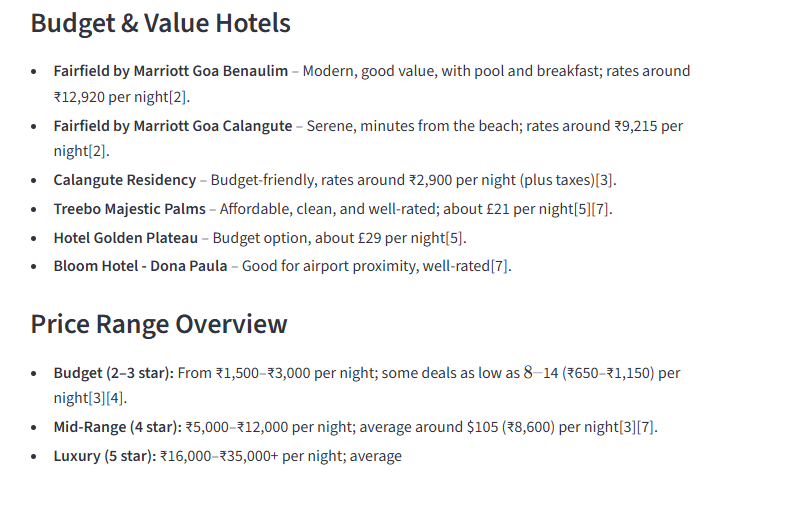 Budget & Value Hotels
• Fairfield by Marriott Goa Benaulim – Modern, good value, with pool and breakfast; rates around
₹12,920 per night[2].
• Fairfield by Marriott Goa Calangute – Serene, minutes from the beach; rates around ₹9,215 per
night[2].
• Calangute Residency – Budget-friendly, rates around ₹2,900 per night (plus taxes)[3].
• Treebo Majestic Palms – Affordable, clean, and well-rated; about £21 per night[5][7].
• Hotel Golden Plateau – Budget option, about £29 per night[5].
• Bloom Hotel - Dona Paula – Good for airport proximity, well-rated[7].
Price Range Overview
• Budget (2–3 star): From ₹1,500–₹3,000 per night; some deals as low as 8–14 (₹650–₹1,150) per
night[3][4].
• Mid-Range (4 star): ₹5,000–₹12,000 per night; average around $105 (₹8,600) per night[3][7].
• Luxury (5 star): ₹16,000–₹35,000+ per night; average